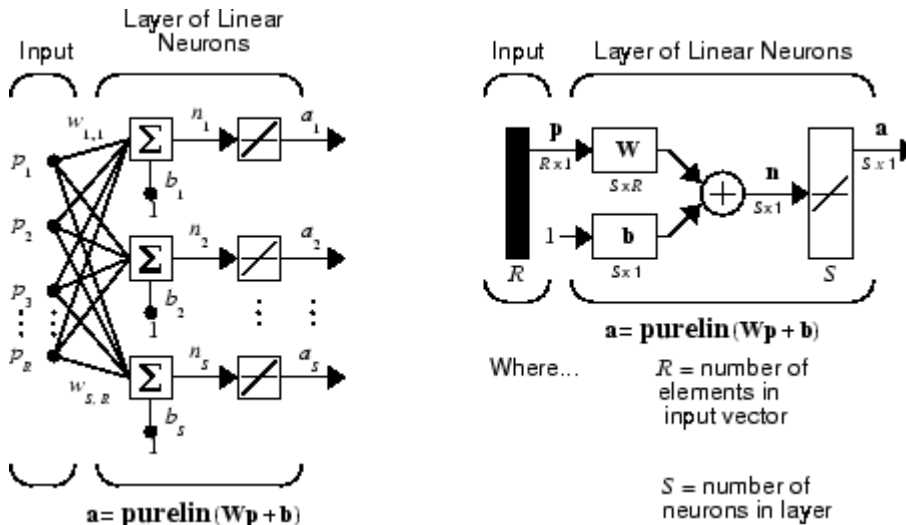 Input
Layer of Linear
Neurons
w1,1
n1
a1
p1
Σ
b1
1
p2
n2
a2
Σ
b2
1
p3
pR
nS
aS
Σ
wS, R
bS
1
a= purelin (Wp + b)
Input
Layer of Linear Neurons
p
W
a
R x 1
S x R
S x 1
n
+
S x 1
1
b
S x 1
R
S
a= purelin (Wp + b)
Where...
R = number of
elements in
input vector
S = number of
neurons in layer